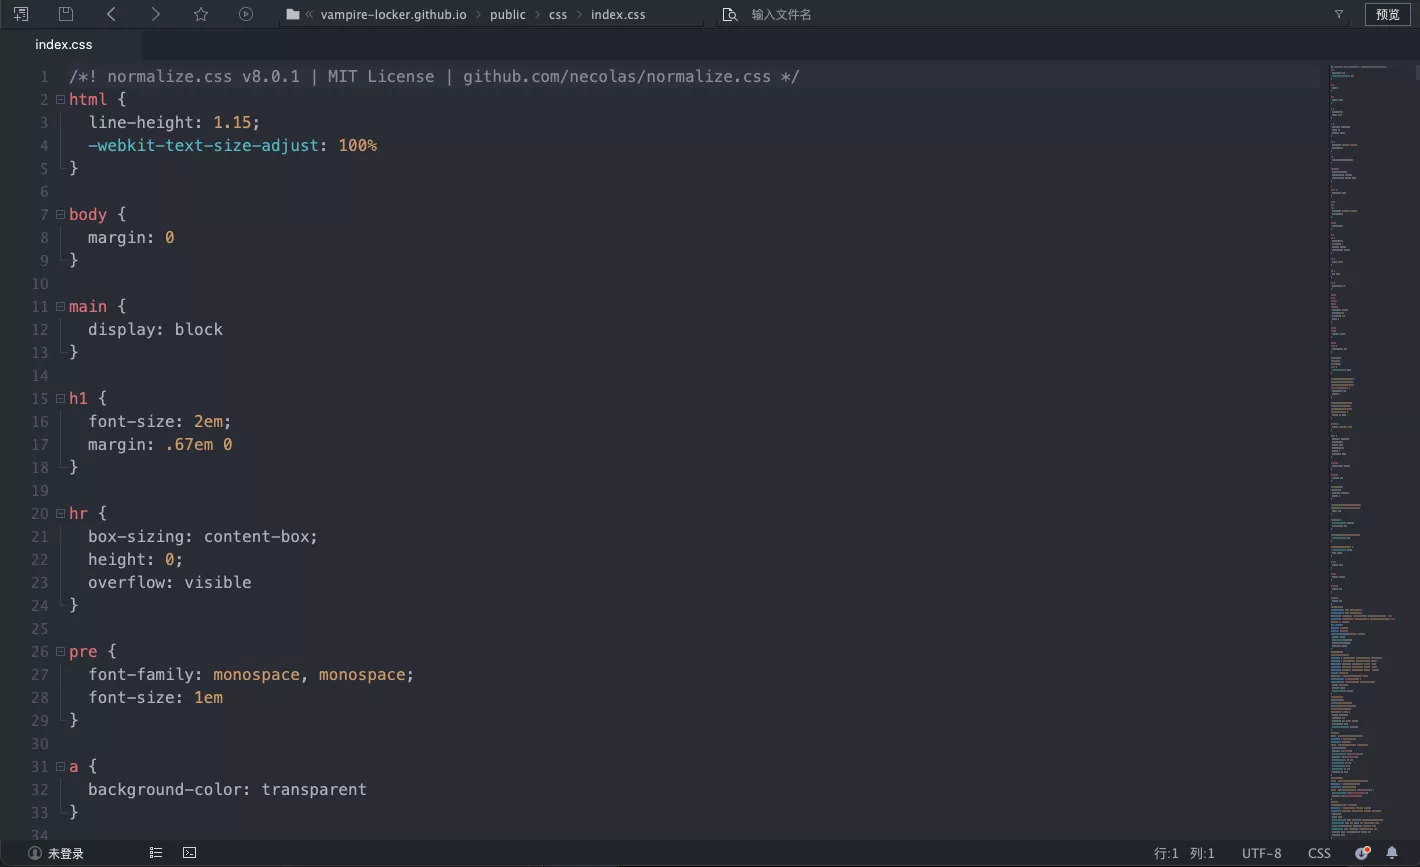 « vampire-locker.github.io > public > css > index.css 输入文件名 预览
index.css
1 /*! normalize.css v8.0.1 | MIT License | github.com/necolas/normalize.css */
2 html {
3 line-height: 1.15;
4 -webkit-text-size-adjust: 100%
5 }
6
7 body {
8 margin: 0
9 }
10
11 main {
12 display: block
13 }
14
15 h1 {
16 font-size: 2em;
17 margin: .67em 0
18 }
19
20 hr {
21 box-sizing: content-box;
22 height: 0;
23 overflow: visible
24 }
25
26 pre {
27 font-family: monospace, monospace;
28 font-size: 1em
29 }
30
31 a {
32 background-color: transparent
33 }
34
未登录 行:1 列:1 UTF-8 CSS